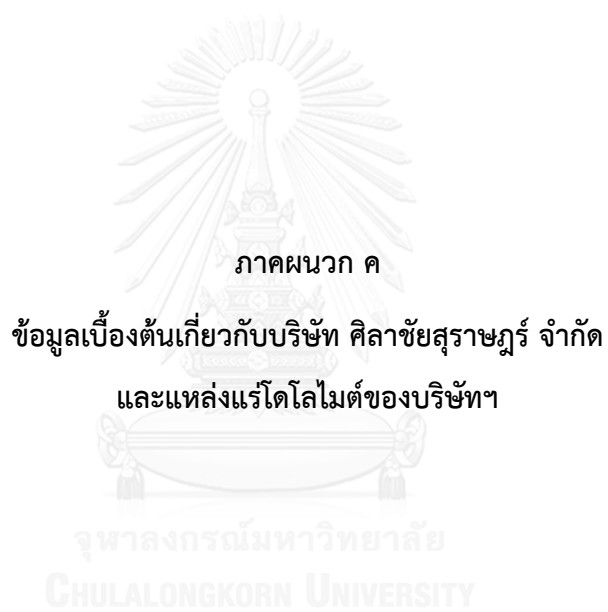 ภาคผนวก ค
ข้อมูลเบื้องต้นเกี่ยวกับบริษัท ศิลาชัยสุราษฎร์ จำกัด
และแหล่งแร่โดโลไมต์ของบริษัทฯ
จุฬาลงกรณ์มหาวิทยาลัย
CHULALONGKORN UNIVERSITY